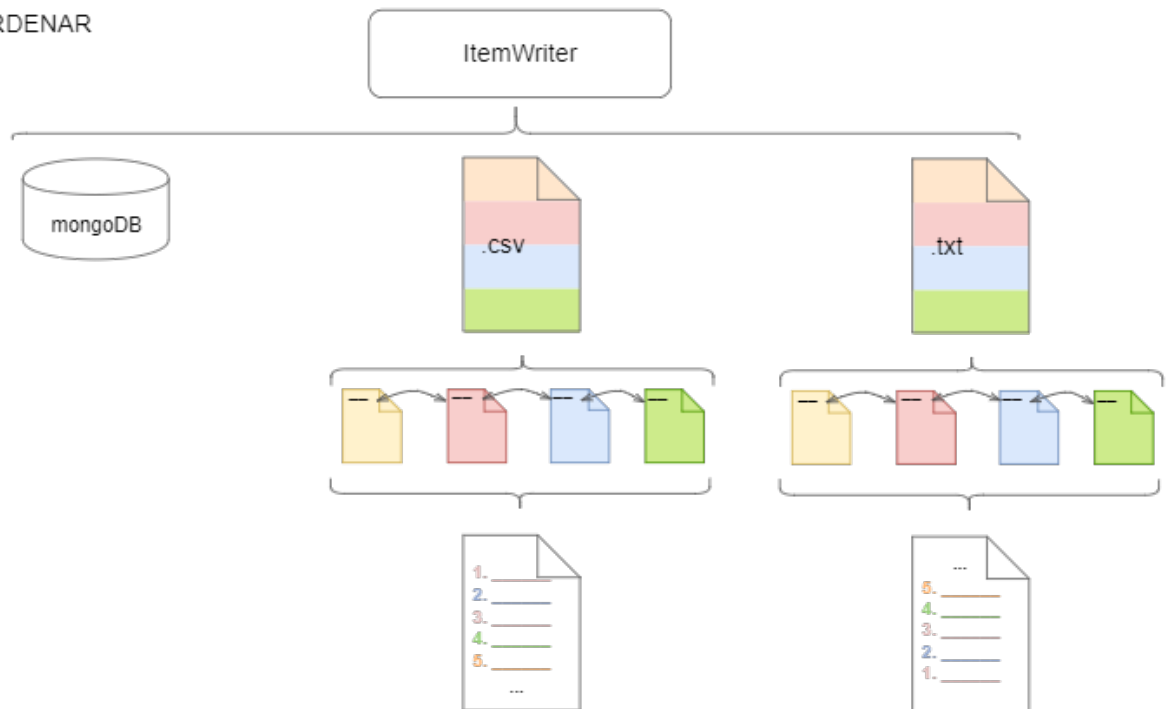 RDENAR
ItemWriter
mongoDB
.csv
.txt
1.
2.
3.
4.
5.
...
...
5.
4.
3.
2.
1.